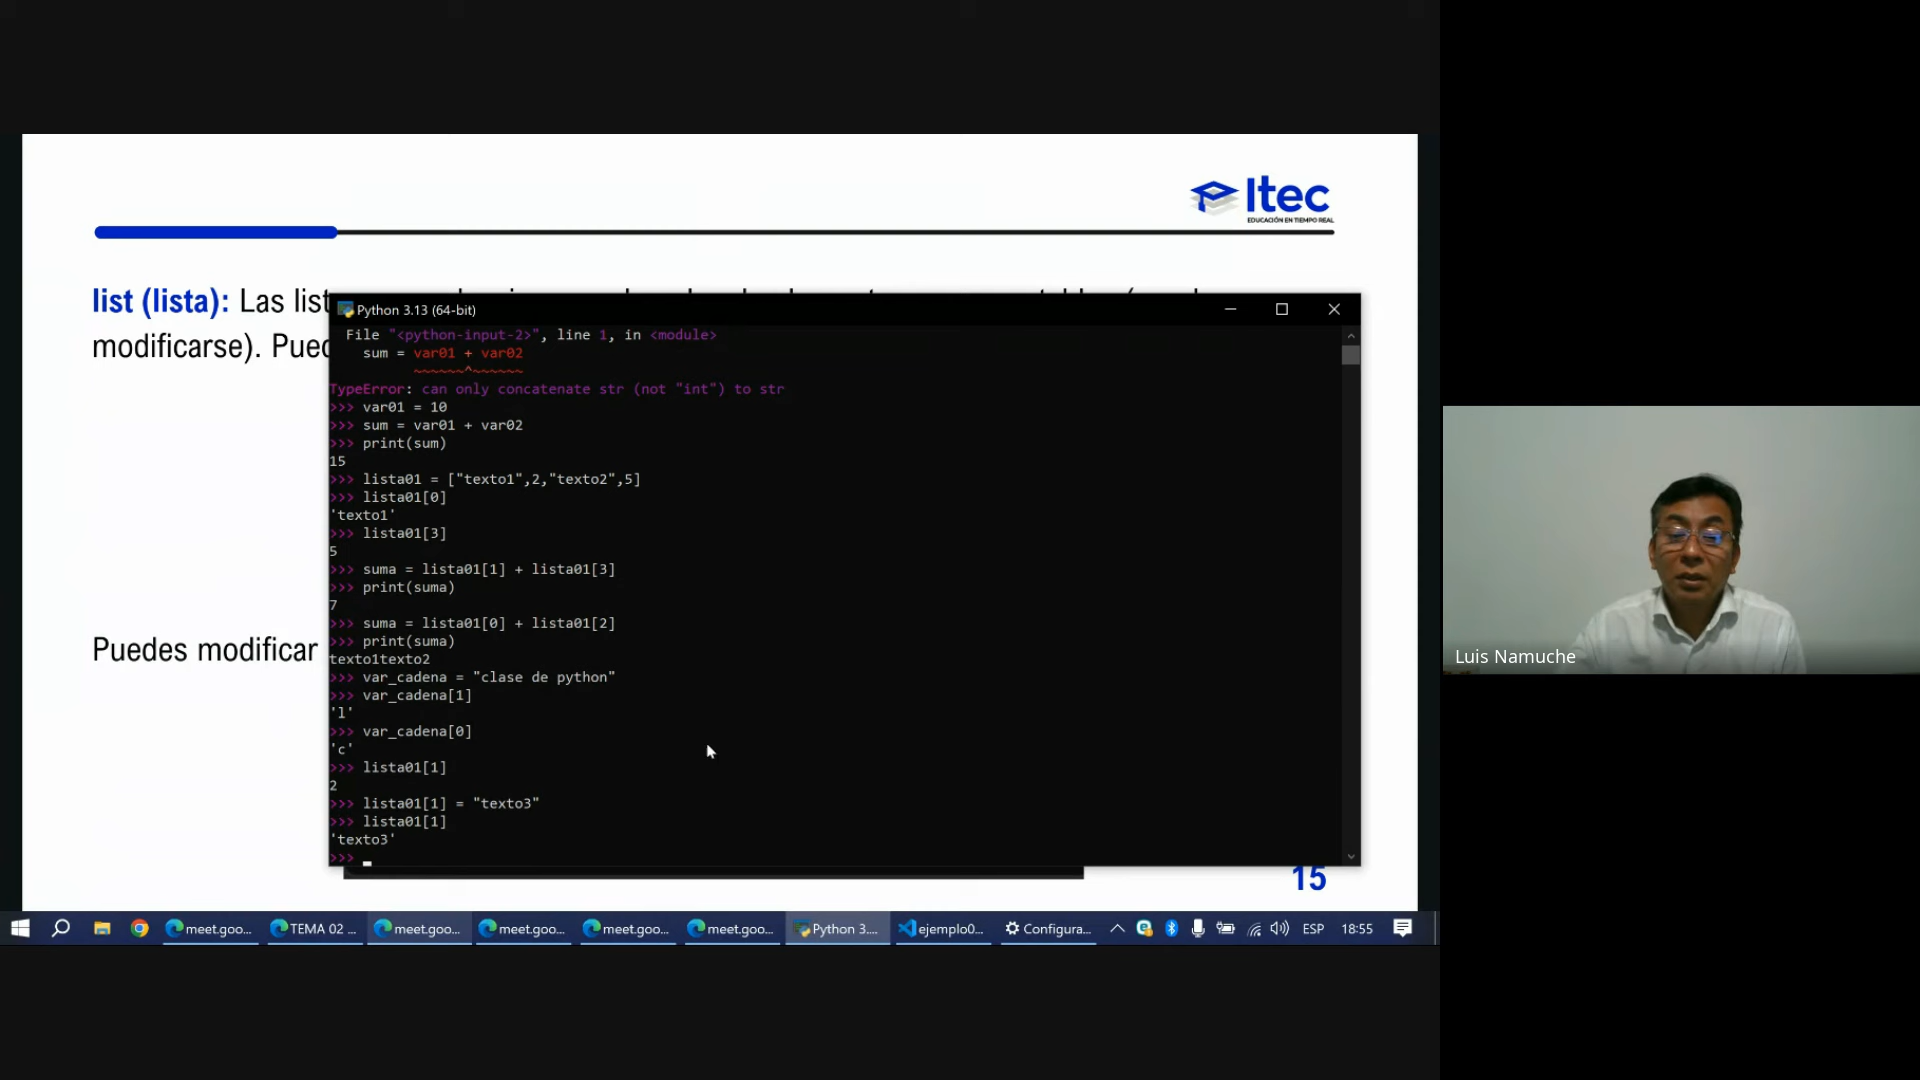 Itec
EDUCACIÓN EN TIEMPO REAL
list (lista): Las list
modificarse). Pued
Puedes modificar
15
Python 3.13 (64-bit)
File "<python-input-2>", line 1, in <module>
sum = var01 + var02
~~~~~~^~~~~~~
TypeError: can only concatenate str (not "int") to str
>>> var01 = 10
>>> sum = var01 + var02
>>> print(sum)
15
>>> lista01 = ["texto1",2,"texto2",5]
>>> lista01[0]
'texto1'
>>> lista01[3]
5
>>> suma = lista01[1] + lista01[3]
>>> print(suma)
7
>>> suma = lista01[0] + lista01[2]
>>> print(suma)
texto1texto2
>>> var_cadena = "clase de python"
>>> var_cadena[1]
'l'
>>> var_cadena[0]
'c'
>>> lista01[1]
2
>>> lista01[1] = "texto3"
>>> lista01[1]
'texto3'
>>>
Luis Namuche
meet.goo... TEMA 02 ... meet.goo... meet.goo... meet.goo... meet.goo... Python 3.... ejemplo0... Configura... ESP 18:55